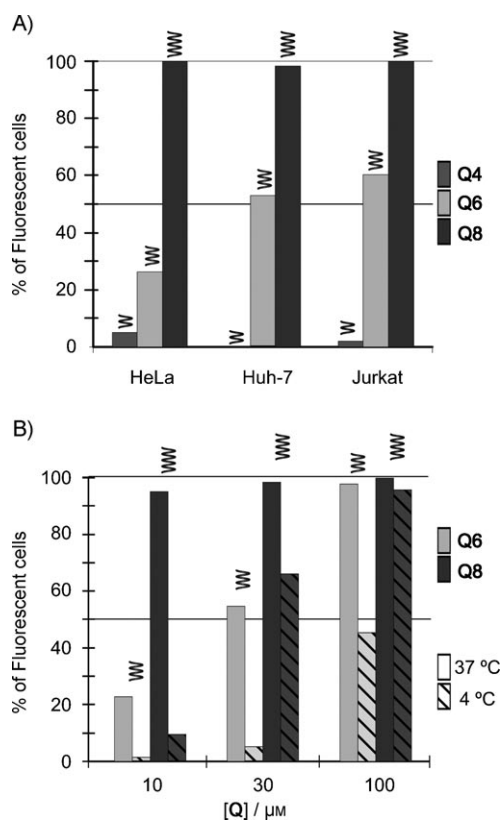 A)
100
80
60
40
20
0
% of Fluorescent cells
HeLa Huh-7 Jurkat
Q4
Q6
Q8
B)
100
80
60
40
20
0
% of Fluorescent cells
10 30 100
[Q] / µM
Q6
Q8
37 ºC
4 ºC